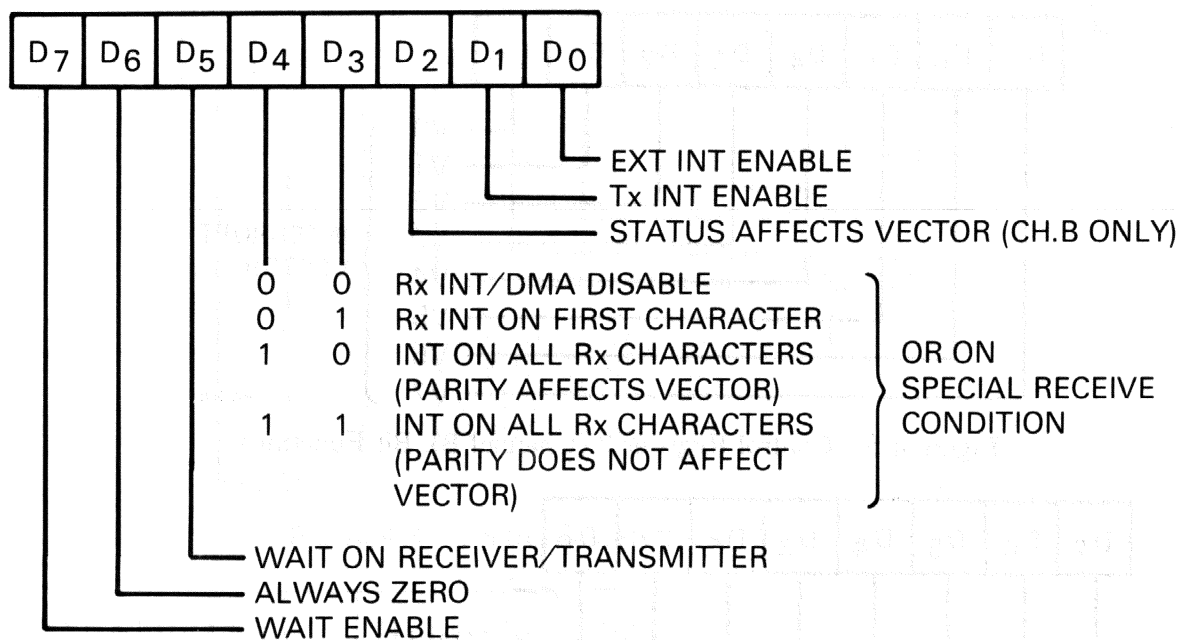 D7 D6 D5 D4 D3 D2 D1 D0
EXT INT ENABLE
Tx INT ENABLE
STATUS AFFECTS VECTOR (CH.B ONLY)
0 0 Rx INT/DMA DISABLE
0 1 Rx INT ON FIRST CHARACTER
1 0 INT ON ALL Rx CHARACTERS
(PARITY AFFECTS VECTOR)
1 1 INT ON ALL Rx CHARACTERS
(PARITY DOES NOT AFFECT
VECTOR)
OR ON
SPECIAL RECEIVE
CONDITION
WAIT ON RECEIVER/TRANSMITTER
ALWAYS ZERO
WAIT ENABLE